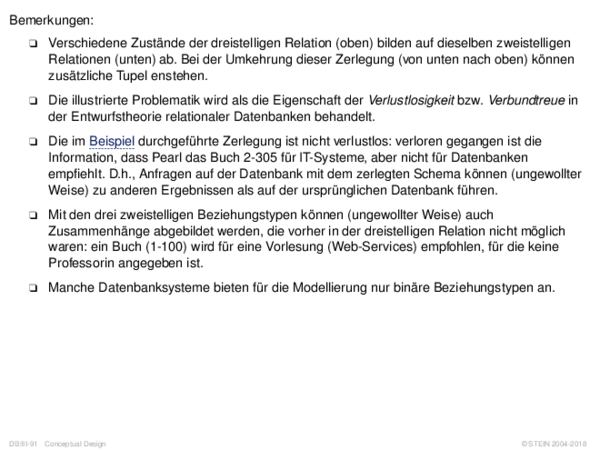 Bemerkungen:
❑ Verschiedene Zustände der dreistelligen Relation (oben) bilden auf dieselben zweistelligen
Relationen (unten) ab. Bei der Umkehrung dieser Zerlegung (von unten nach oben) können
zusätzliche Tupel enstehen.
❑ Die illustrierte Problematik wird als die Eigenschaft der Verlustlosigkeit bzw. Verbundtreue in
der Entwurfstheorie relationaler Datenbanken behandelt.
❑ Die im Beispiel durchgeführte Zerlegung ist nicht verlustlos: verloren gegangen ist die
Information, dass Pearl das Buch 2-305 für IT-Systeme, aber nicht für Datenbanken
empfiehlt. D.h., Anfragen auf der Datenbank mit dem zerlegten Schema können (ungewollter
Weise) zu anderen Ergebnissen als auf der ursprünglichen Datenbank führen.
❑ Mit den drei zweistelligen Beziehungstypen können (ungewollter Weise) auch
Zusammenhänge abgebildet werden, die vorher in der dreistelligen Relation nicht möglich
waren: ein Buch (1-100) wird für eine Vorlesung (Web-Services) empfohlen, für die keine
Professorin angegeben ist.
❑ Manche Datenbanksysteme bieten für die Modellierung nur binäre Beziehungstypen an.
DB:III-91 Conceptual Design © STEIN 2004-2018